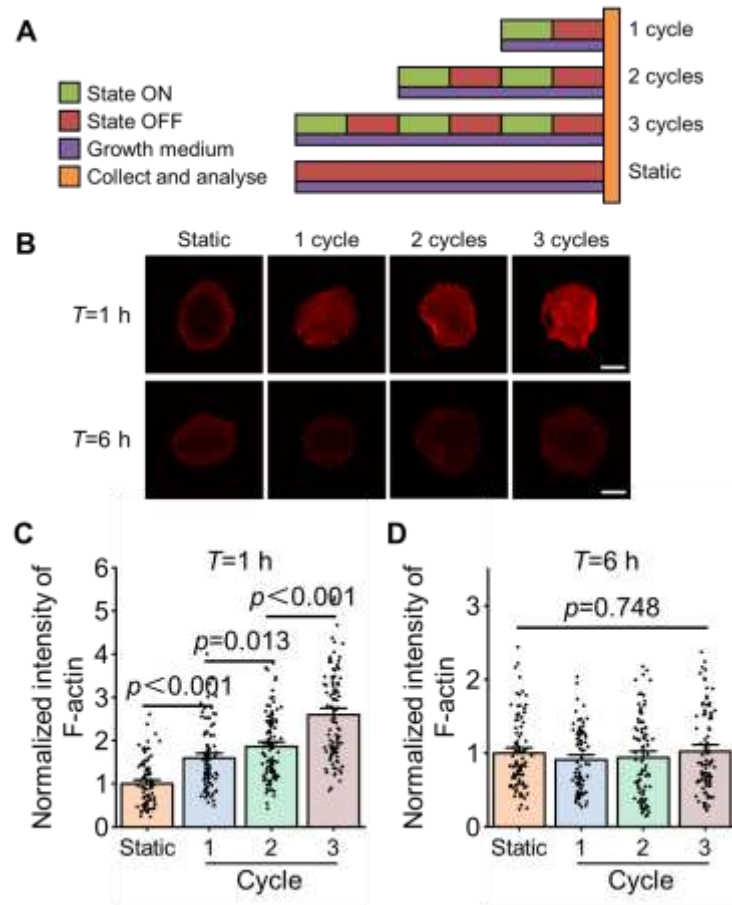 A
State ON
State OFF
Growth medium
Collect and analyse
1 cycle
2 cycles
3 cycles
Static
B
Static 1 cycle 2 cycles 3 cycles
T=1 h
T=6 h
C
T=1 h
Normalized intensity of
F-actin
6
5
4
3
2
1
0
p<0.001
p=0.013
p<0.001
Static 1 2 3
Cycle
D
T=6 h
Normalized intensity of
F-actin
3
2
1
0
p=0.748
Static 1 2 3
Cycle